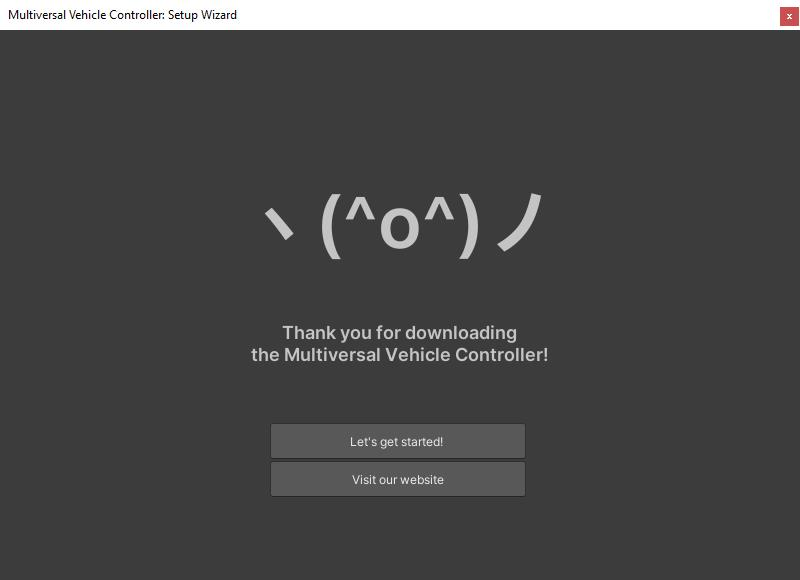 Multiversal Vehicle Controller: Setup Wizard
x
ヽ(^o^)ノ
Thank you for downloading
the Multiversal Vehicle Controller!
Let's get started!
Visit our website